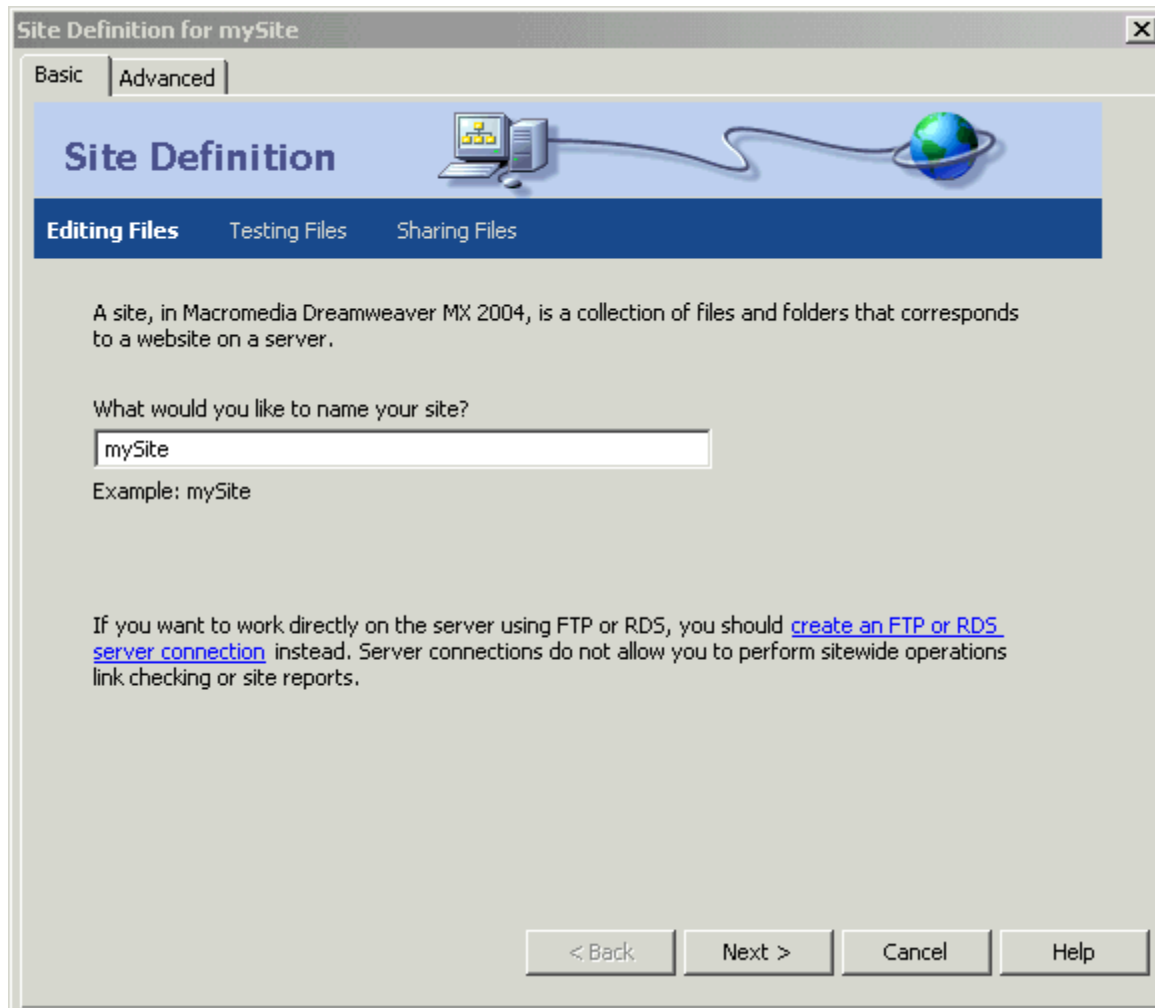 Site Definition for mySite
Basic
Advanced
Site Definition
Editing Files Testing Files Sharing Files
A site, in Macromedia Dreamweaver MX 2004, is a collection of files and folders that corresponds
to a website on a server.
What would you like to name your site?
mySite
Example: mySite
If you want to work directly on the server using FTP or RDS, you should create an FTP or RDS
server connection instead. Server connections do not allow you to perform sitewide operations
link checking or site reports.
< Back Next > Cancel Help